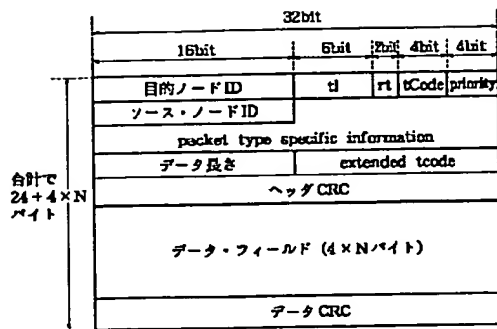 32bit
16bit 6bit 2bit 4bit 4bit
目的ノードID tl rt tCode priority
ソース・ノードID
packet type specific information
データ長さ extended tcode
ヘッダCRC
合計で
24+4×N
バイト
データ・フィールド (4×Nバイト)
データCRC